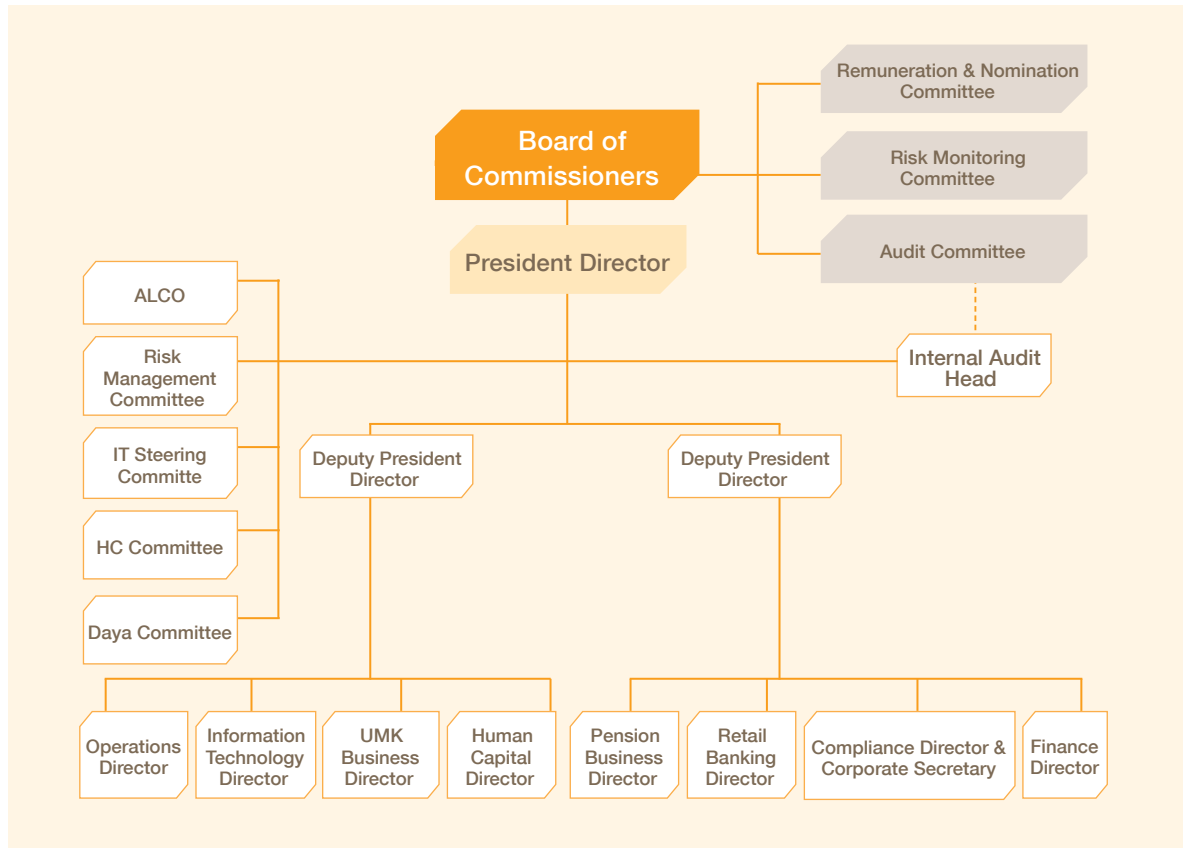 Remuneration & Nomination
Committee
Board of
Commissioners
Risk Monitoring
Committee
President Director
Audit Committee
ALCO
Risk
Management
Committee
Internal Audit
Head
IT Steering
Committe
Deputy President
Director
Deputy President
Director
HC Committee
Daya Committee
Operations
Director
Information
Technology
Director
UMK
Business
Director
Human
Capital
Director
Pension
Business
Director
Retail
Banking
Director
Compliance Director &
Corporate Secretary
Finance
Director